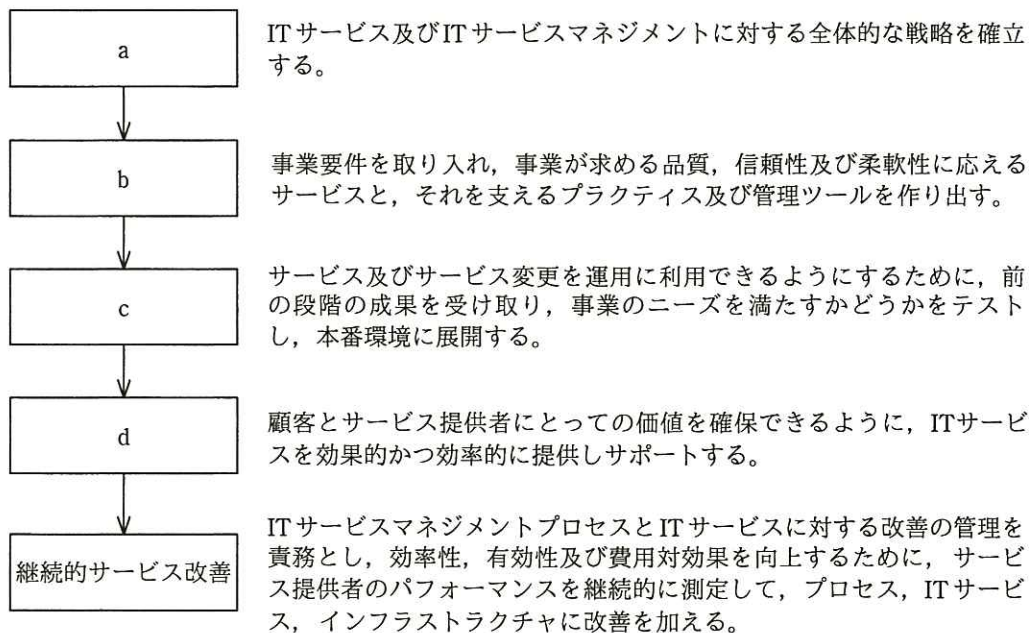 a
ITサービス及びITサービスマネジメントに対する全体的な戦略を確立
する。
b
事業要件を取り入れ，事業が求める品質，信頼性及び柔軟性に応える
サービスと，それを支えるプラクティス及び管理ツールを作り出す。
c
サービス及びサービス変更を運用に利用できるようにするために，前
の段階の成果を受け取り，事業のニーズを満たすかどうかをテスト
し，本番環境に展開する。
d
顧客とサービス提供者にとっての価値を確保できるように，ITサービ
スを効果的かつ効率的に提供しサポートする。
継続的サービス改善
ITサービスマネジメントプロセスとITサービスに対する改善の管理を
責務とし，効率性，有効性及び費用対効果を向上するために，サービ
ス提供者のパフォーマンスを継続的に測定して，プロセス，ITサービ
ス，インフラストラクチャに改善を加える。